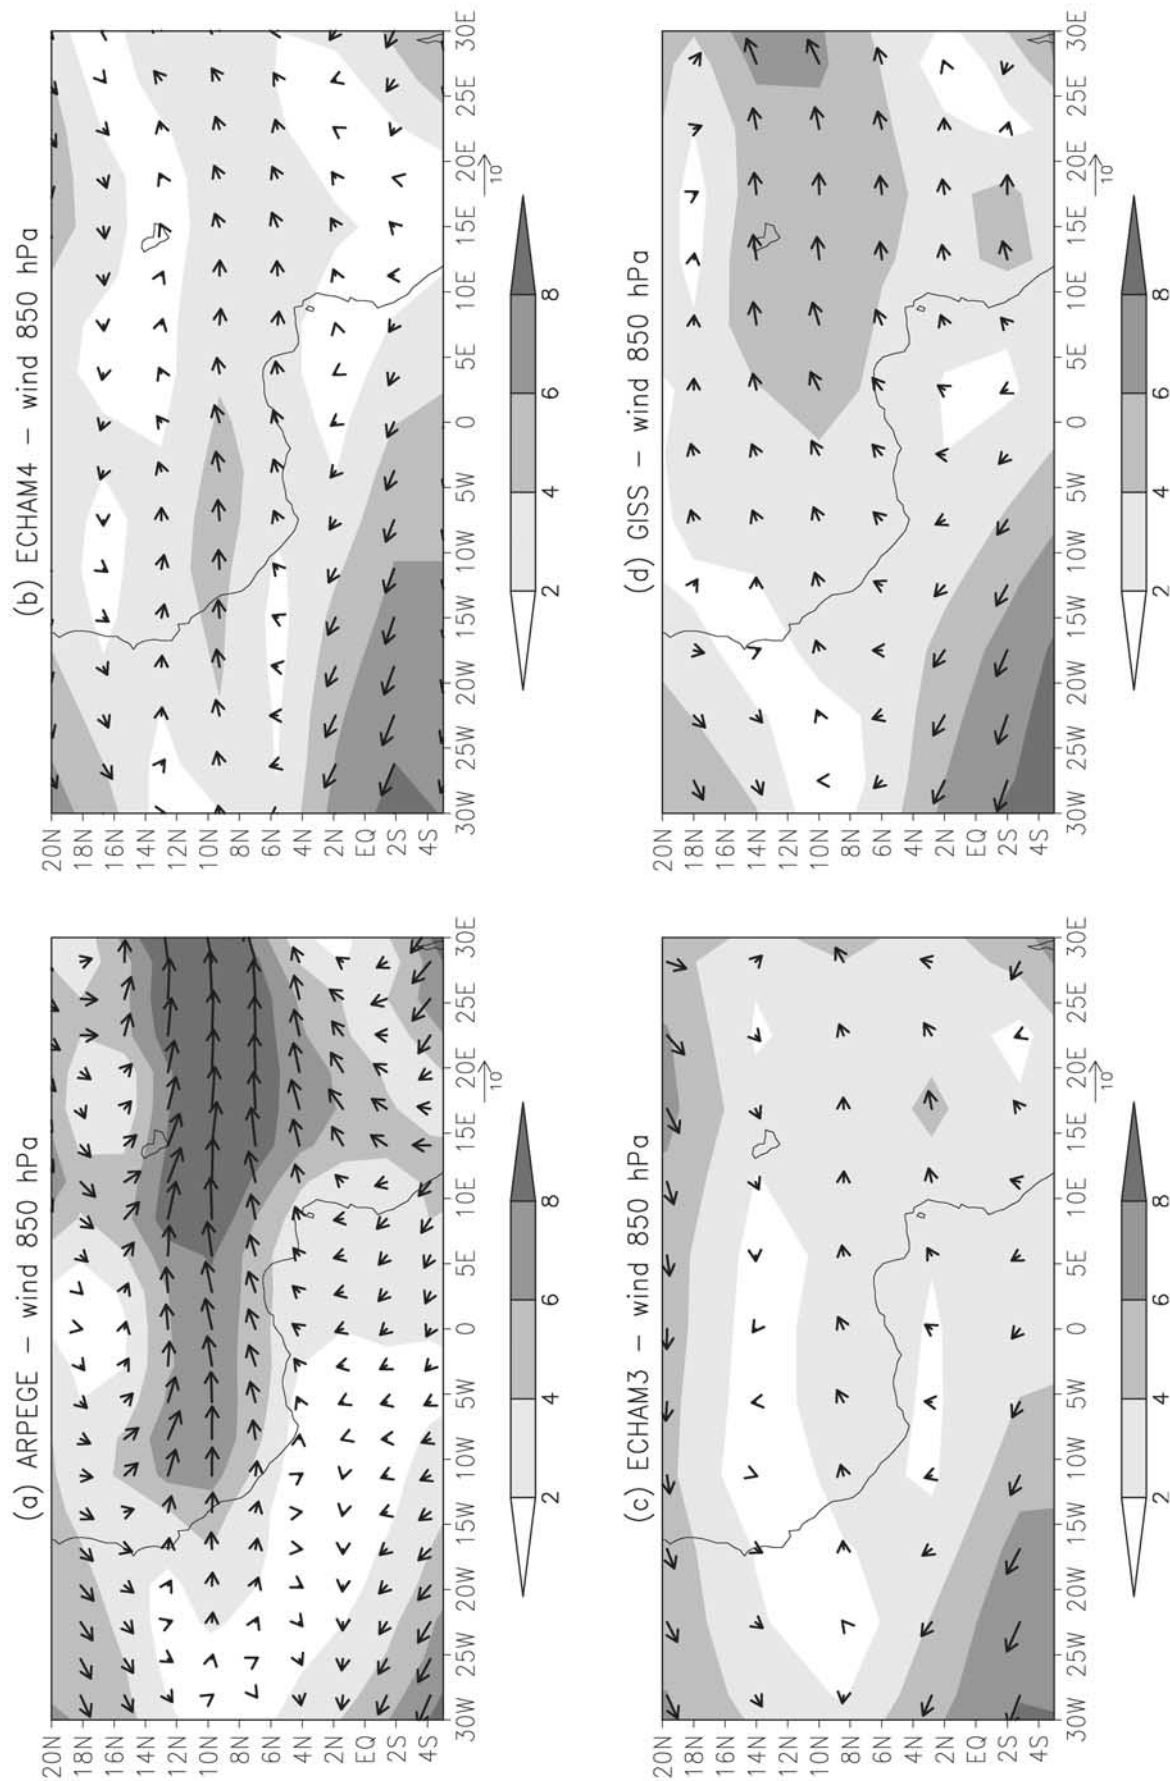 (a) ARPEGE – wind 850 hPa
20N
18N
16N
14N
12N
10N
8N
6N
4N
2N
EQ
2S
4S
30W 25W 20W 15W 10W 5W 0 5E 10E 15E 20E 25E 30E
10
2 4 6 8
(b) ECHAM4 – wind 850 hPa
20N
18N
16N
14N
12N
10N
8N
6N
4N
2N
EQ
2S
4S
30W 25W 20W 15W 10W 5W 0 5E 10E 15E 20E 25E 30E
10
2 4 6 8
(c) ECHAM3 – wind 850 hPa
20N
18N
16N
14N
12N
10N
8N
6N
4N
2N
EQ
2S
4S
30W 25W 20W 15W 10W 5W 0 5E 10E 15E 20E 25E 30E
10
2 4 6 8
(d) GISS – wind 850 hPa
20N
18N
16N
14N
12N
10N
8N
6N
4N
2N
EQ
2S
4S
30W 25W 20W 15W 10W 5W 0 5E 10E 15E 20E 25E 30E
10
2 4 6 8